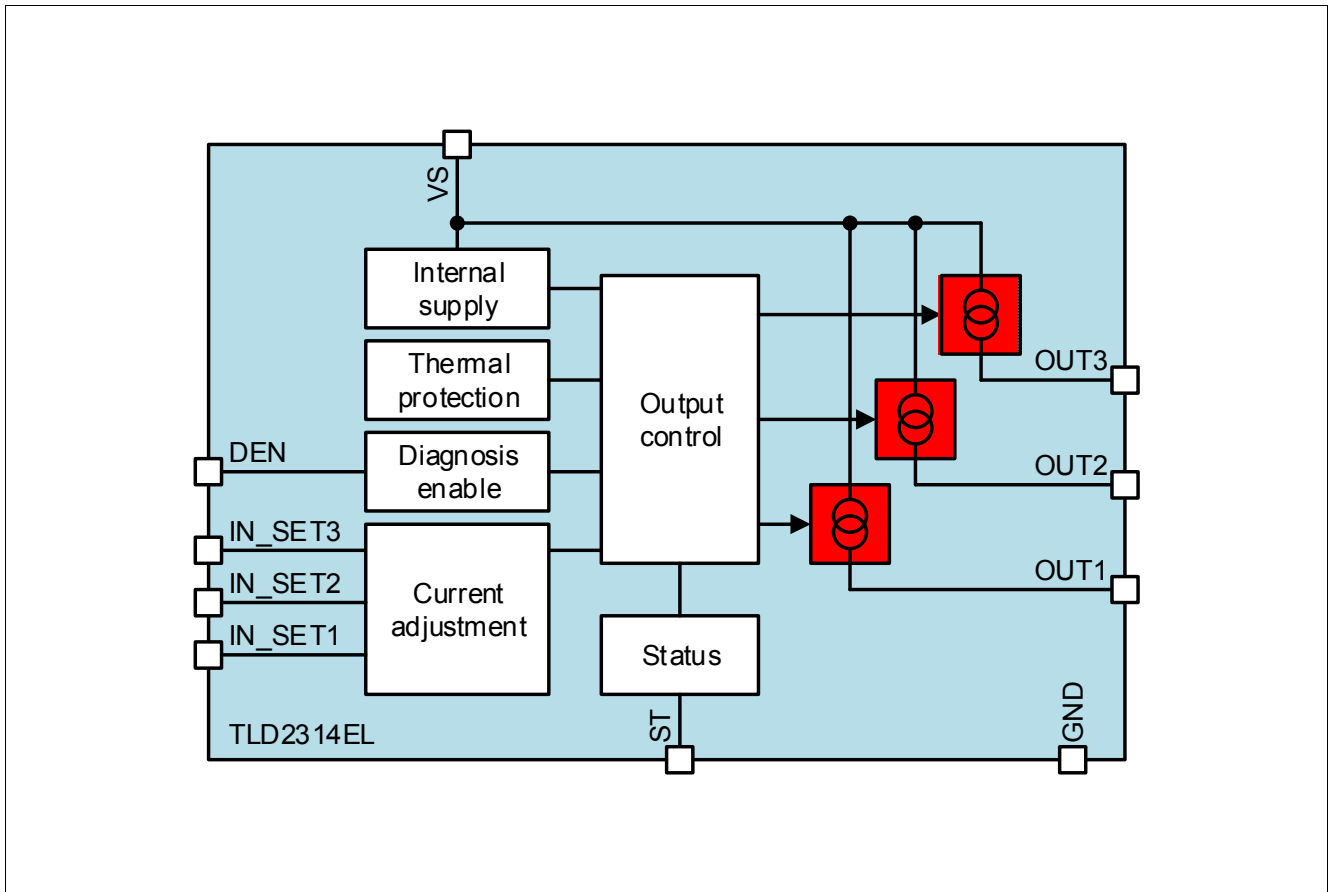 VS
Internal
supply
Thermal
protection
Output
control
OUT3
DEN
Diagnosis
enable
OUT2
IN_SET3
IN_SET2
IN_SET1
Current
adjustment
OUT1
Status
TLD2314EL
ST
GND